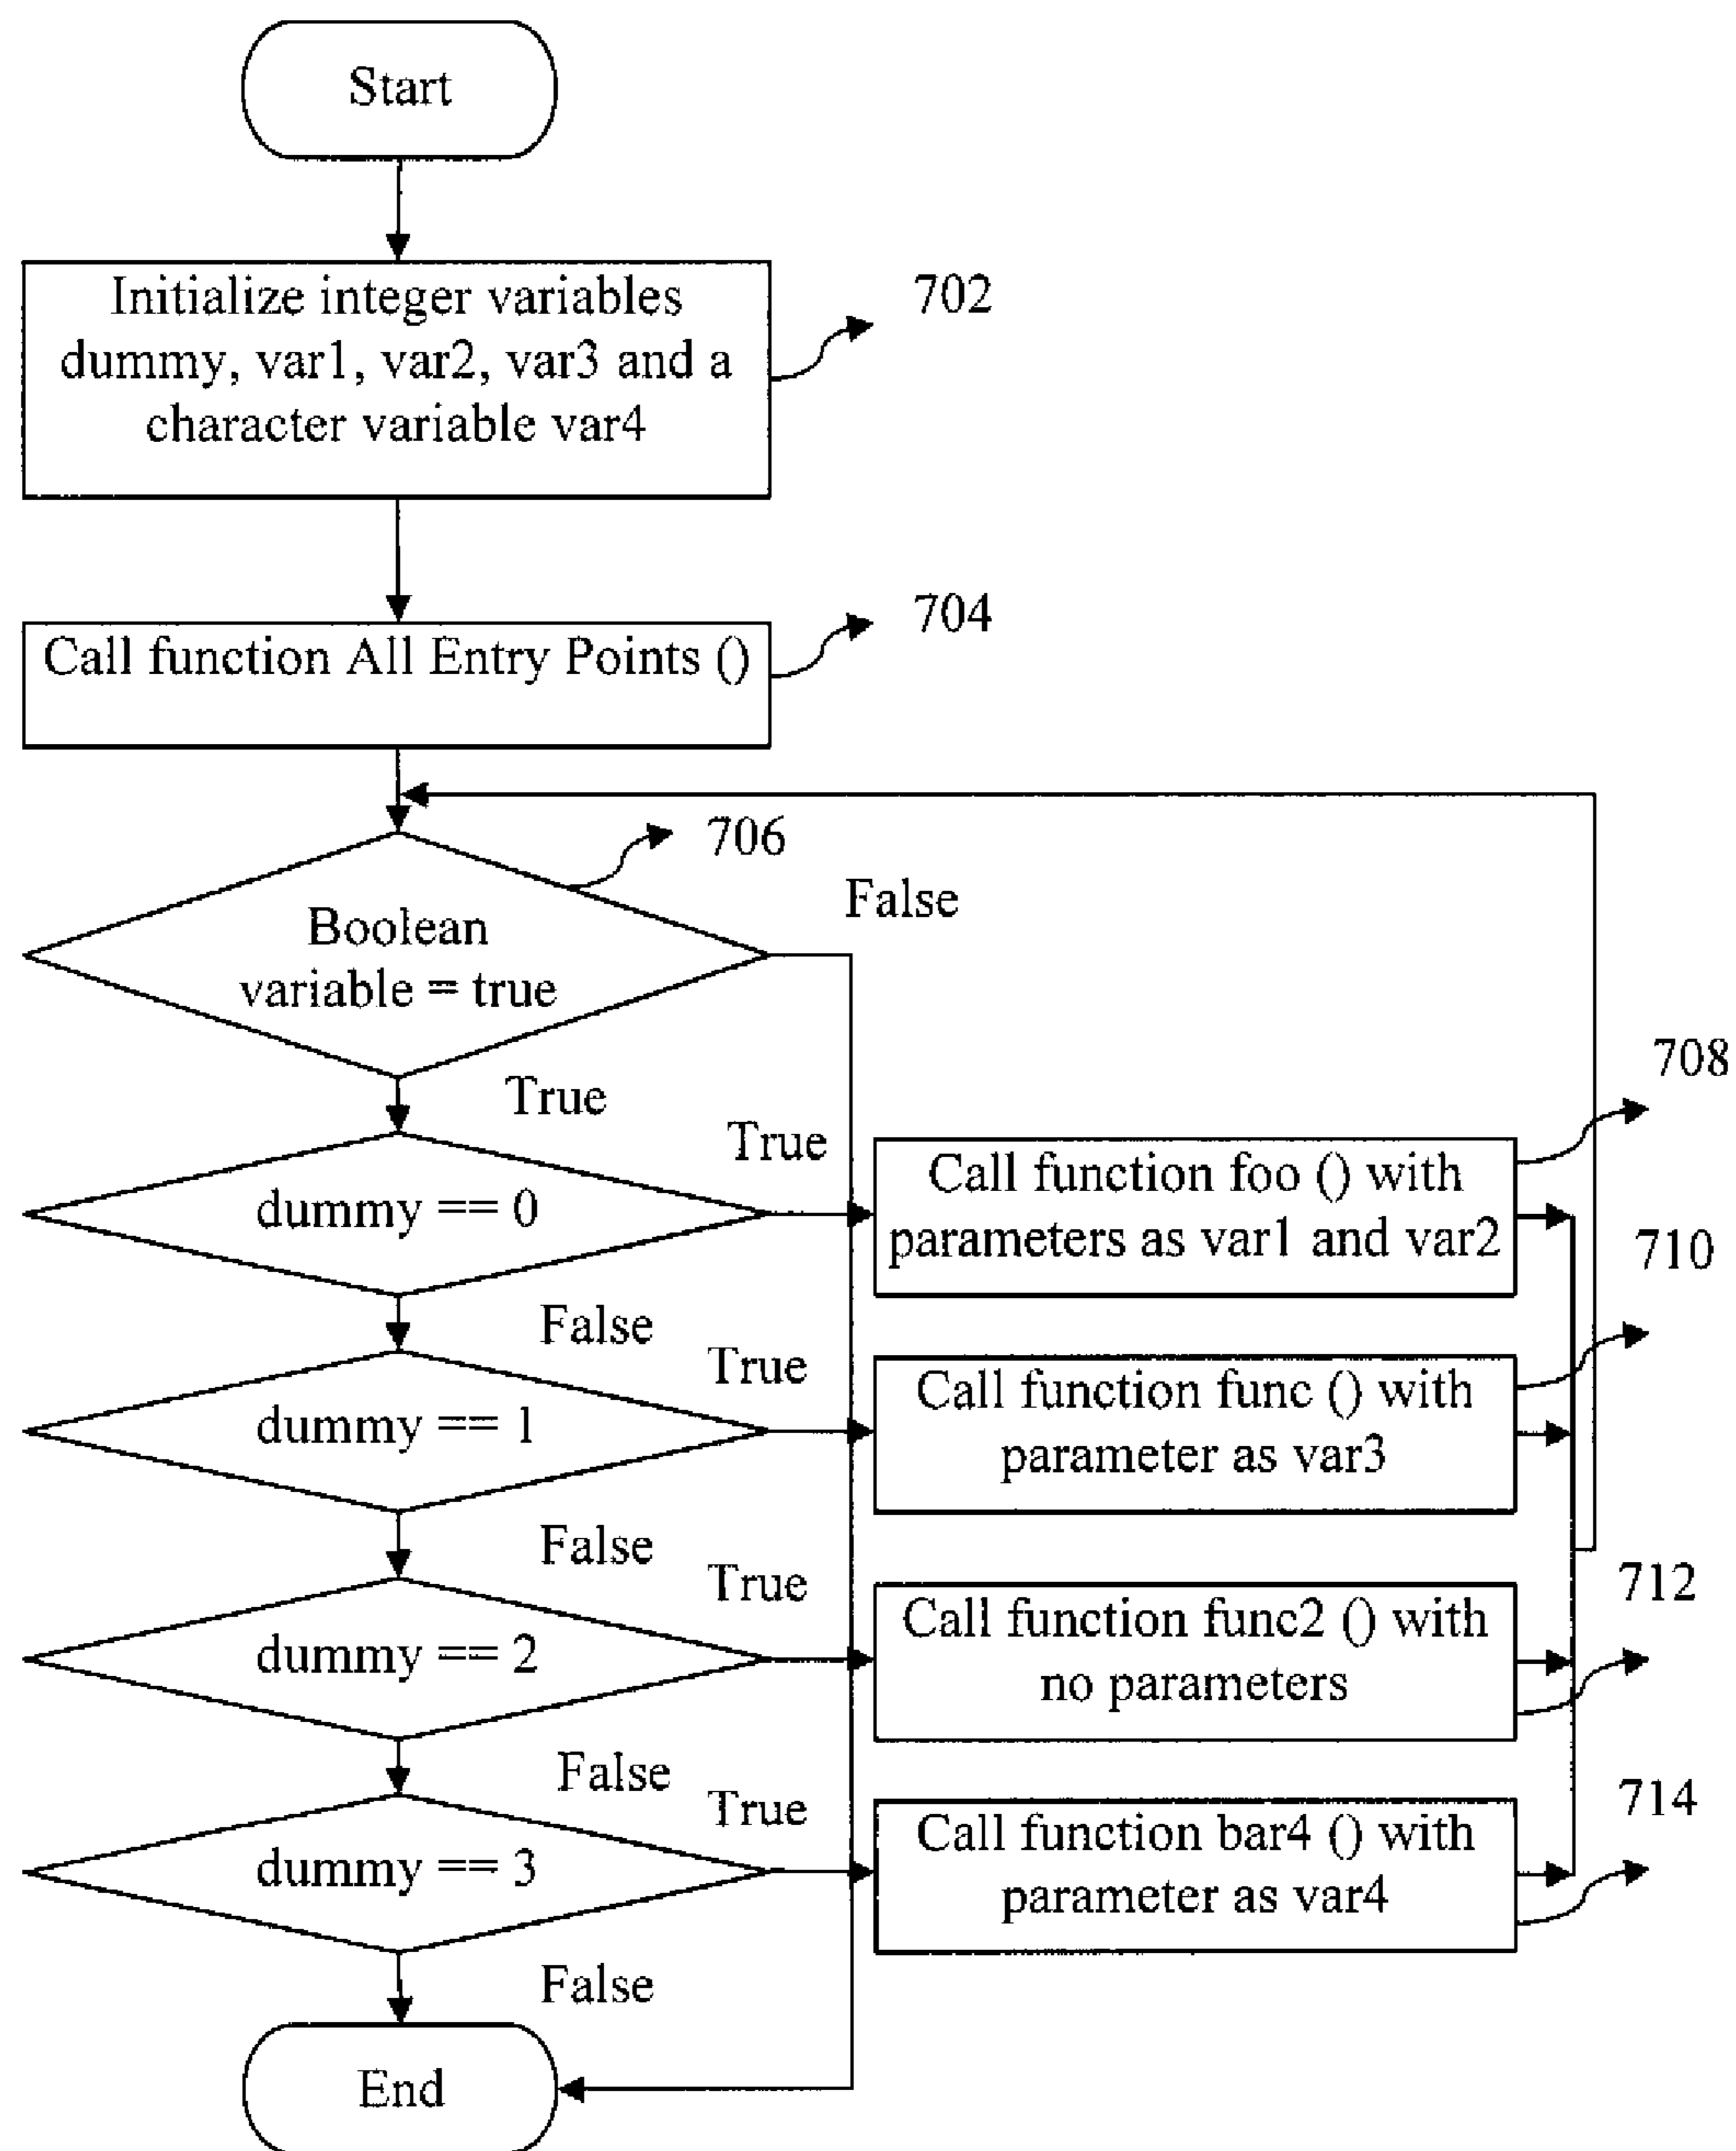 Start
Initialize integer variables
dummy, var1, var2, var3 and a
character variable var4
702
Call function All Entry Points ()
704
706
Boolean
variable = true
False
True
dummy == 0
True
Call function foo () with
parameters as var1 and var2
708
False
dummy == 1
True
Call function func () with
parameter as var3
710
False
dummy == 2
True
Call function func2 () with
no parameters
712
False
dummy == 3
True
Call function bar4 () with
parameter as var4
714
False
End